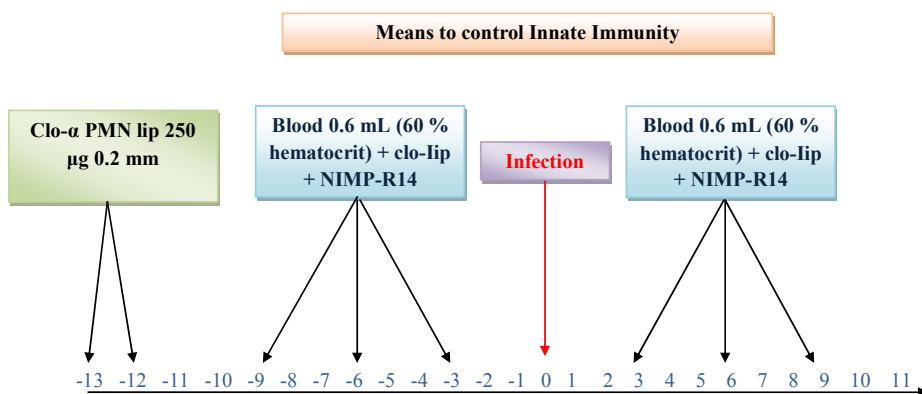 Means to control Innate Immunity
Clo-α PMN lip 250
µg 0.2 mm
Blood 0.6 mL (60 %
hematocrit) + clo-Iip
+ NIMP-R14
Infection
Blood 0.6 mL (60 %
hematocrit) + clo-Iip
+ NIMP-R14
-13 -12 -11 -10 -9 -8 -7 -6 -5 -4 -3 -2 -1 0 1 2 3 4 5 6 7 8 9 10 11